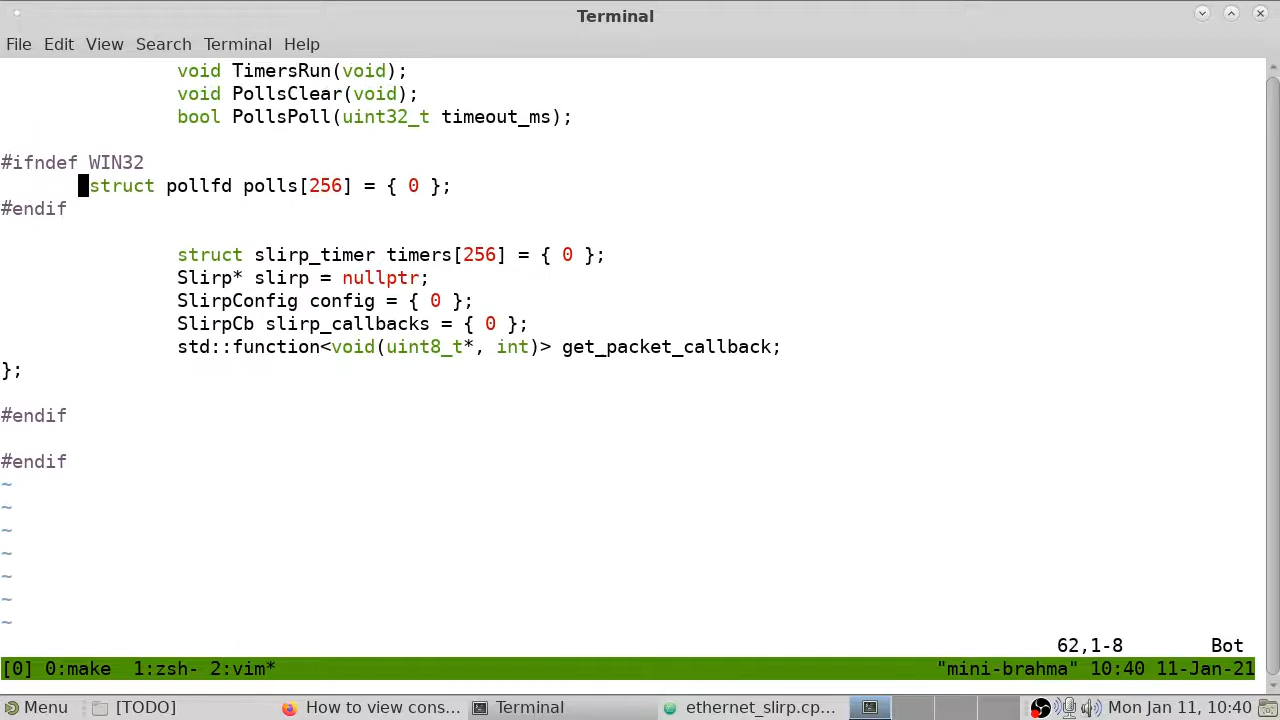 Terminal
File Edit View Search Terminal Help
void TimersRun(void);
void PollsClear(void);
bool PollsPoll(uint32_t timeout_ms);
#ifndef WIN32
struct pollfd polls[256] = { 0 };
#endif
struct slirp_timer timers[256] = { 0 };
Slirp* slirp = nullptr;
SlirpConfig config = { 0 };
SlirpCb slirp_callbacks = { 0 };
std::function<void(uint8_t*, int)> get_packet_callback;
};
#endif
#endif
~
~
~
~
~
~
~
62,1-8 Bot
[0] 0:make 1:zsh- 2:vim* "mini-brahma" 10:40 11-Jan-21
Menu [TODO] How to view cons... Terminal ethernet_slirp.cp... Mon Jan 11, 10:40